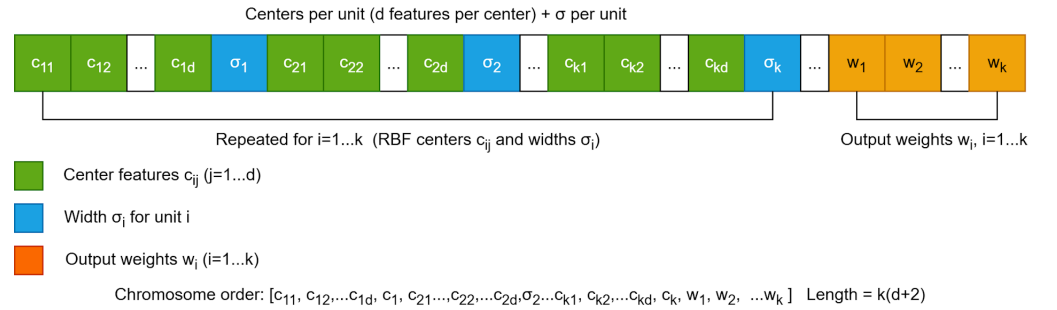 Centers per unit (d features per center) + σ per unit
c11 c12 ... c1d σ1 c21 c22 ... c2d σ2 ... ck1 ck2 ... ckd σk ... w1 w2 ... wk
Repeated for i=1...k (RBF centers cij and widths σi)
Output weights wi, i=1...k
Center features cij (j=1...d)
Width σi for unit i
Output weights wi (i=1...k)
Chromosome order: [c11, c12,...c1d, c1, c21...,c22,...c2d,σ2...ck1, ck2,...ckd, ck, w1, w2, ...wk ] Length = k(d+2)